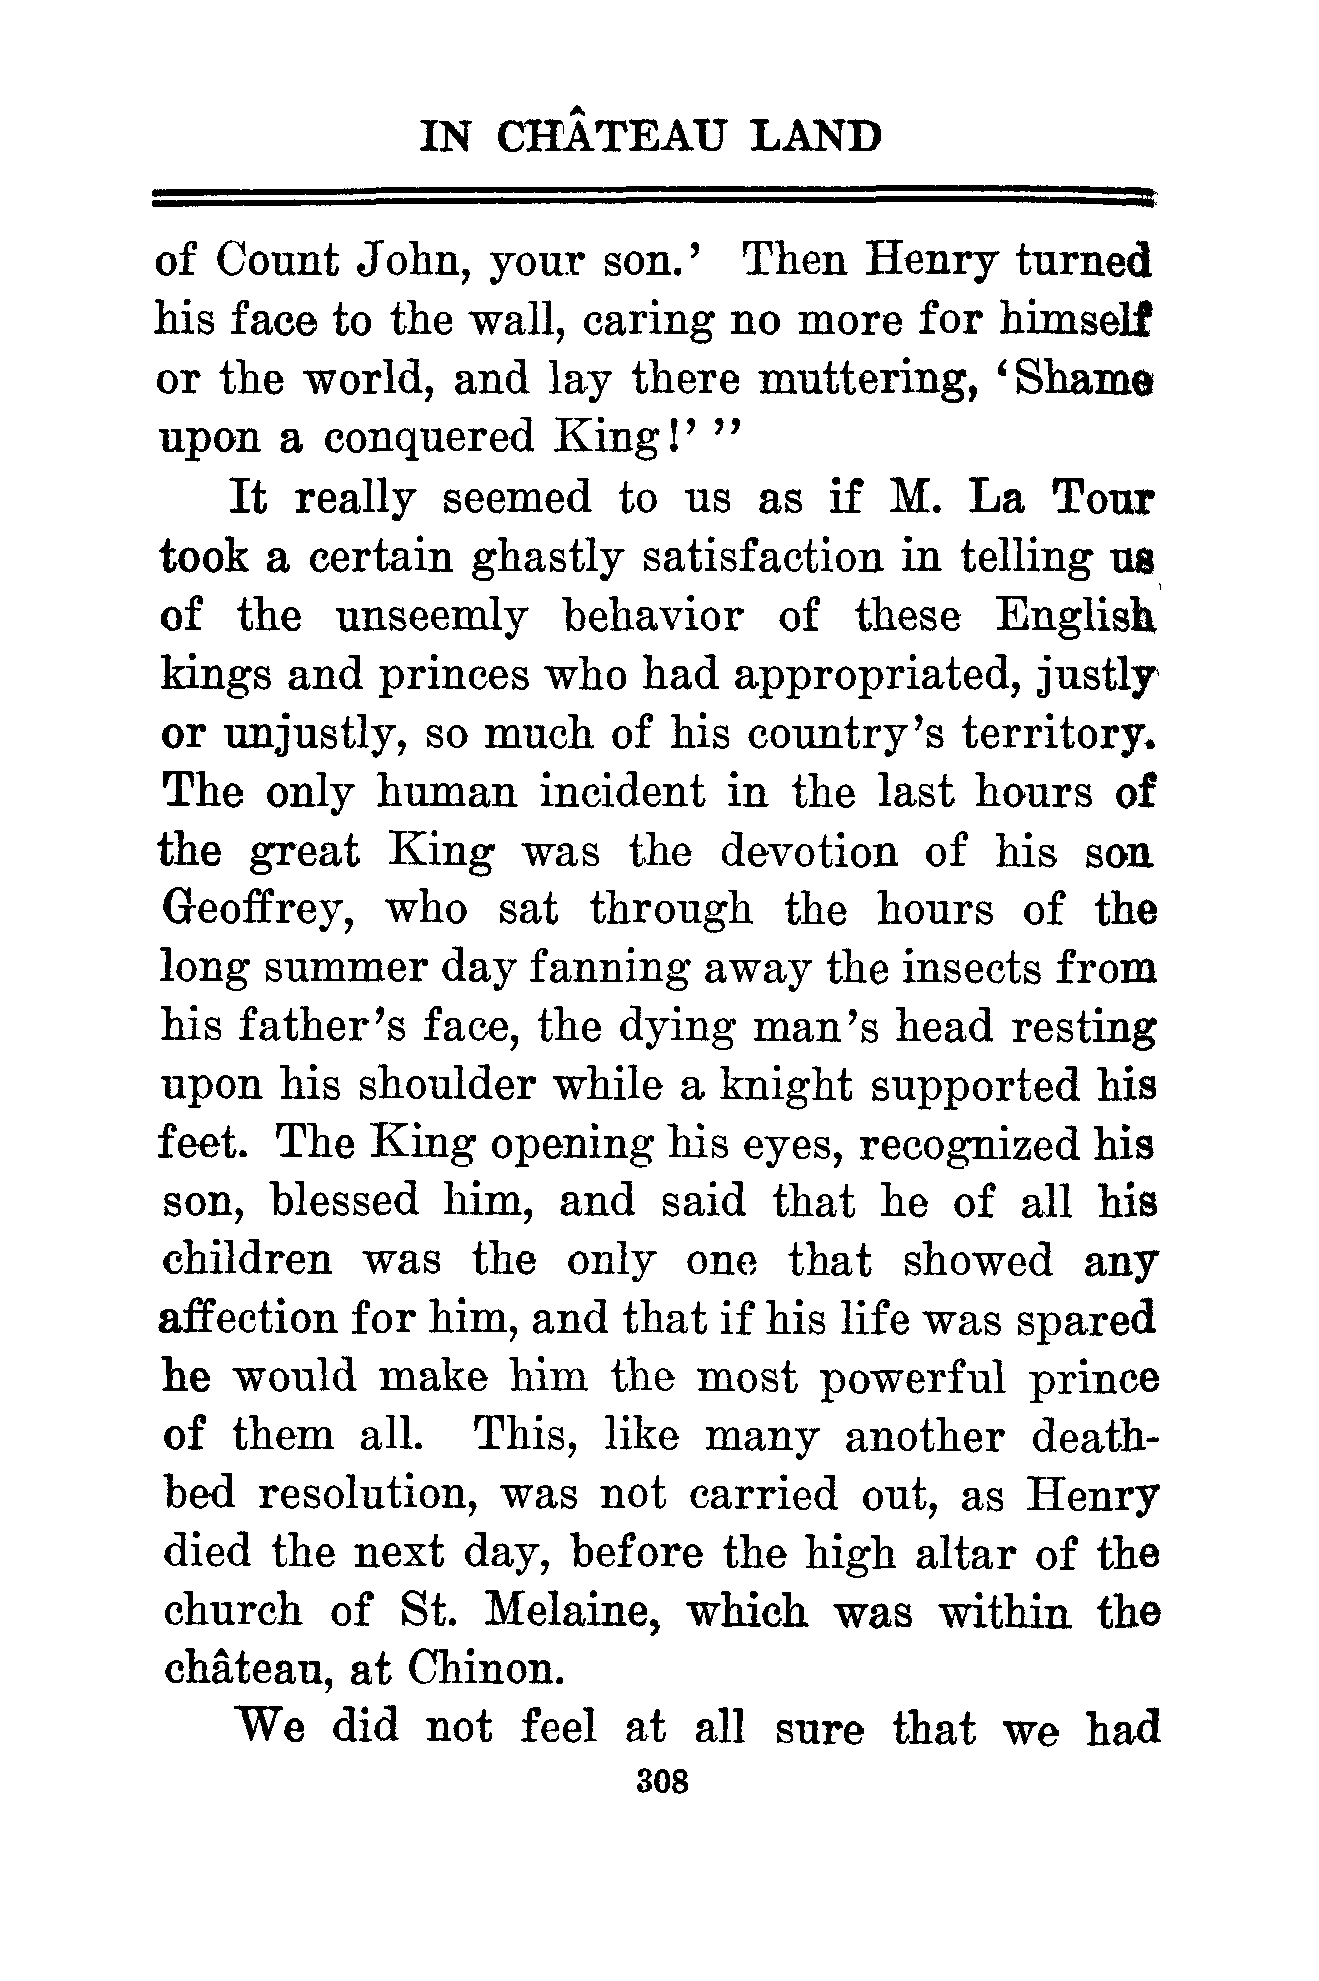 IN CHÂTEAU LAND
of Count John, your son.' Then Henry turned
his face to the wall, caring no more for himself
or the world, and lay there muttering, 'Shame
upon a conquered King!' "
It really seemed to us as if M. La Tour
took a certain ghastly satisfaction in telling us
of the unseemly behavior of these English
kings and princes who had appropriated, justly
or unjustly, so much of his country's territory.
The only human incident in the last hours of
the great King was the devotion of his son
Geoffrey, who sat through the hours of the
long summer day fanning away the insects from
his father's face, the dying man's head resting
upon his shoulder while a knight supported his
feet. The King opening his eyes, recognized his
son, blessed him, and said that he of all his
children was the only one that showed any
affection for him, and that if his life was spared
he would make him the most powerful prince
of them all. This, like many another death-
bed resolution, was not carried out, as Henry
died the next day, before the high altar of the
church of St. Melaine, which was within the
château, at Chinon.
We did not feel at all sure that we had
308